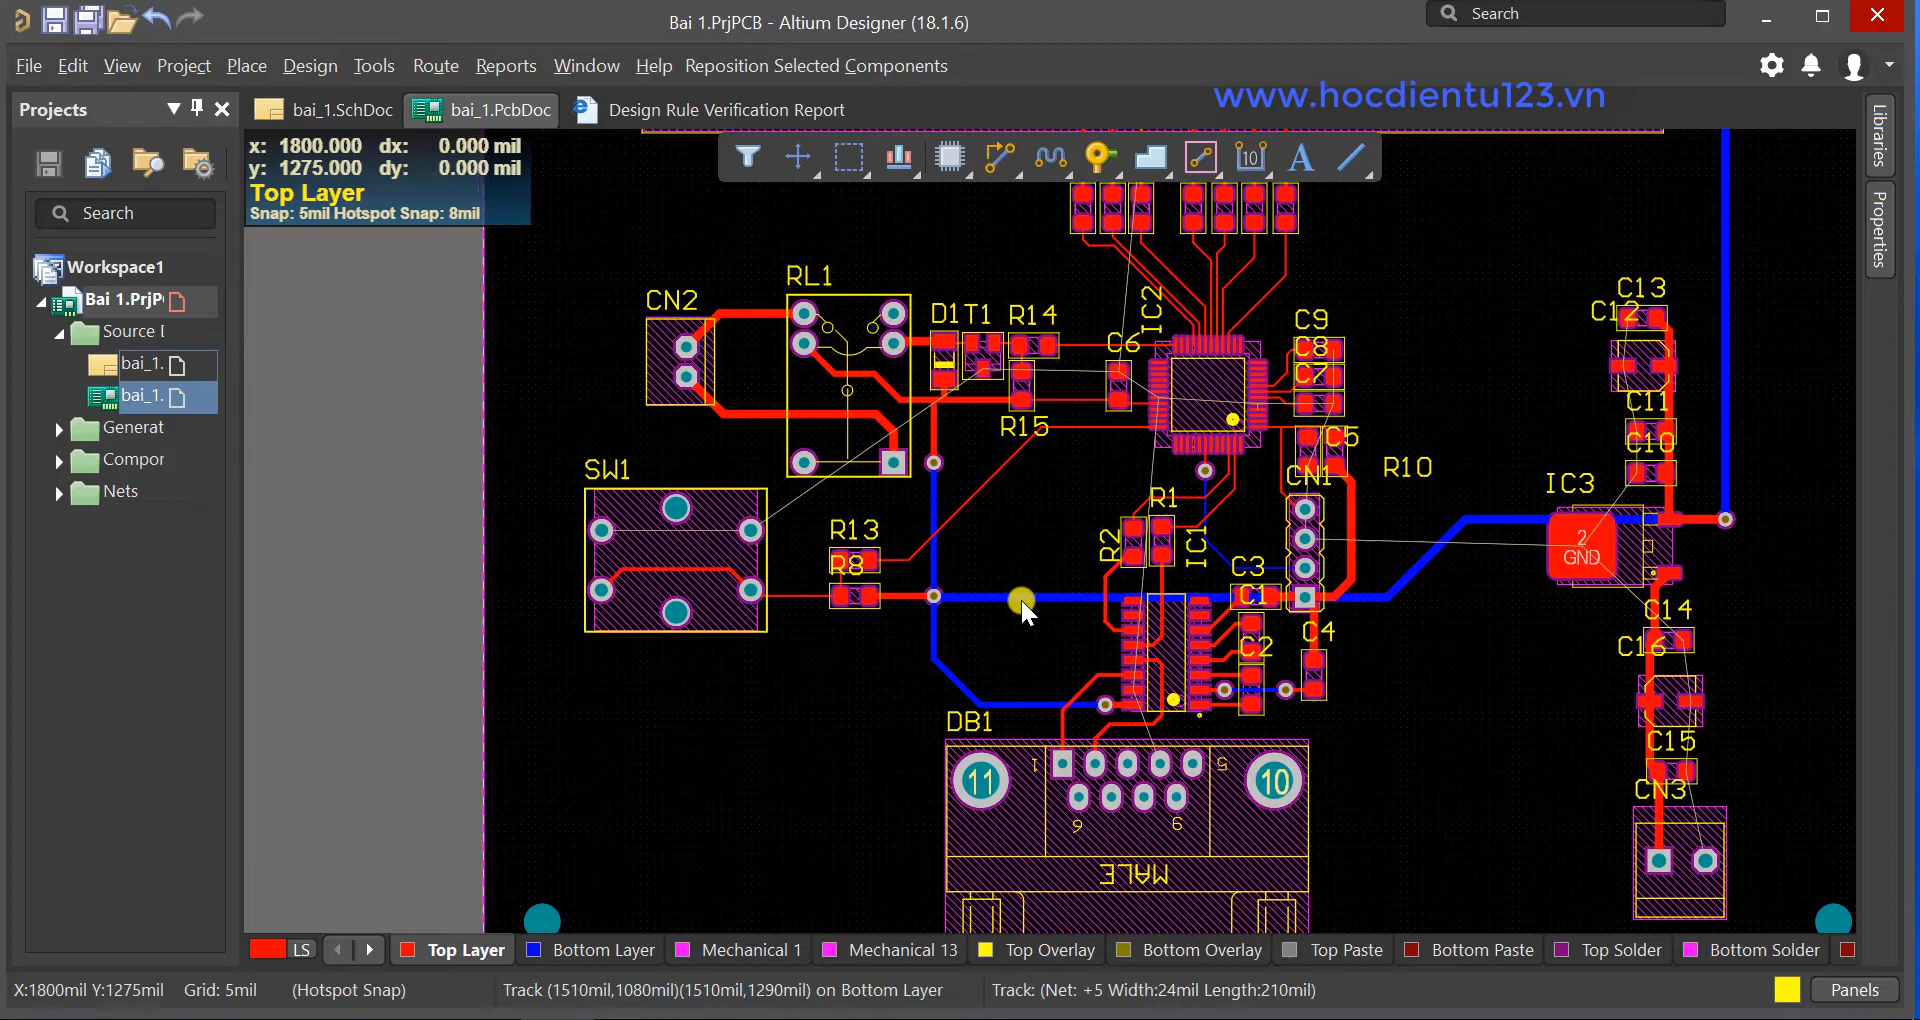 Bai 1.PrjPCB - Altium Designer (18.1.6)
Search
File Edit View Project Place Design Tools Route Reports Window Help Reposition Selected Components
www.hocdientu123.vn
Projects
bai_1.SchDoc
bai_1.PcbDoc
Design Rule Verification Report
Libraries
Properties
x: 1800.000 dx: 0.000 mil
y: 1275.000 dy: 0.000 mil
Top Layer
Snap: 5mil Hotspot Snap: 8mil
10
A
Search
Workspace1
Bai 1.PrjP
Source
bai_1.
bai_1.
Generat
Compor
Nets
RL1
CN2
D1
T1
R14
IC2
C6
C9
C8
C7
C13
C12
C11
C10
R15
C5
R10
CN1
SW1
IC3
R13
R8
R1
R2
IC1
C3
C1
2
GND
C14
C16
C4
C2
DB1
C15
CN3
11
1
5
10
6
9
MALE
LS
Top Layer
Bottom Layer
Mechanical 1
Mechanical 13
Top Overlay
Bottom Overlay
Top Paste
Bottom Paste
Top Solder
Bottom Solder
X:1800mil Y:1275mil Grid: 5mil (Hotspot Snap) Track (1510mil,1080mil)(1510mil,1290mil) on Bottom Layer Track: (Net: +5 Width:24mil Length:210mil)
Panels